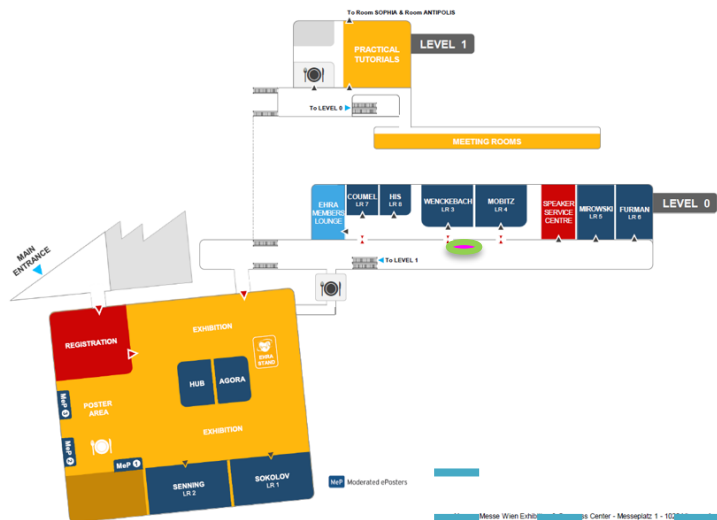 To Room SOPHIA & Room ANTIPOLIS
PRACTICAL
TUTORIALS
LEVEL 1
To LEVEL 0
MEETING ROOMS
EHRA
MEMBERS
LOUNGE
COUMEL
LR 7
HIS
LR 8
WENCKEBACH
LR 3
MOBITZ
LR 4
SPEAKER
SERVICE
CENTRE
MIROWSKI
LR 5
FURMAN
LR 6
LEVEL 0
MAIN
ENTRANCE
To LEVEL 1
REGISTRATION
EXHIBITION
EHRA
STAND
HUB
AGORA
MeP 3
POSTER
AREA
EXHIBITION
MeP 2
MeP 1
SENNING
LR 2
SOKOLOV
LR 1
MeP Moderated ePosters
Messe Wien Center - Messeplatz 1